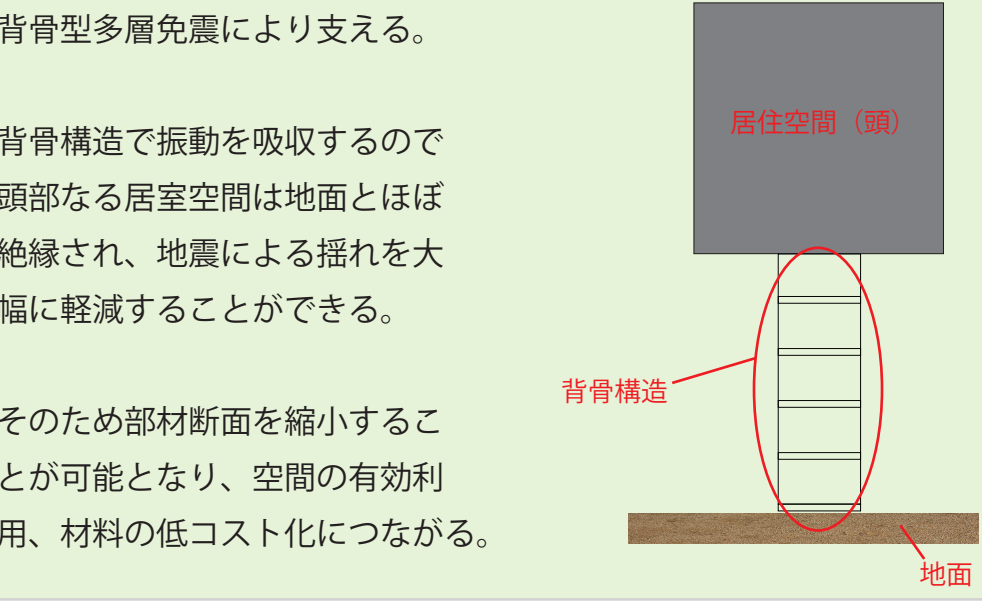 背骨型多層免震により支える。
背骨構造で振動を吸収するので
頭部なる居室空間は地面とほぼ
絶縁され、地震による揺れを大
幅に軽減することができる。
そのため部材断面を縮小するこ
とが可能となり、空間の有効利
用、材料の低コスト化につながる。
居住空間（頭）
背骨構造
地面